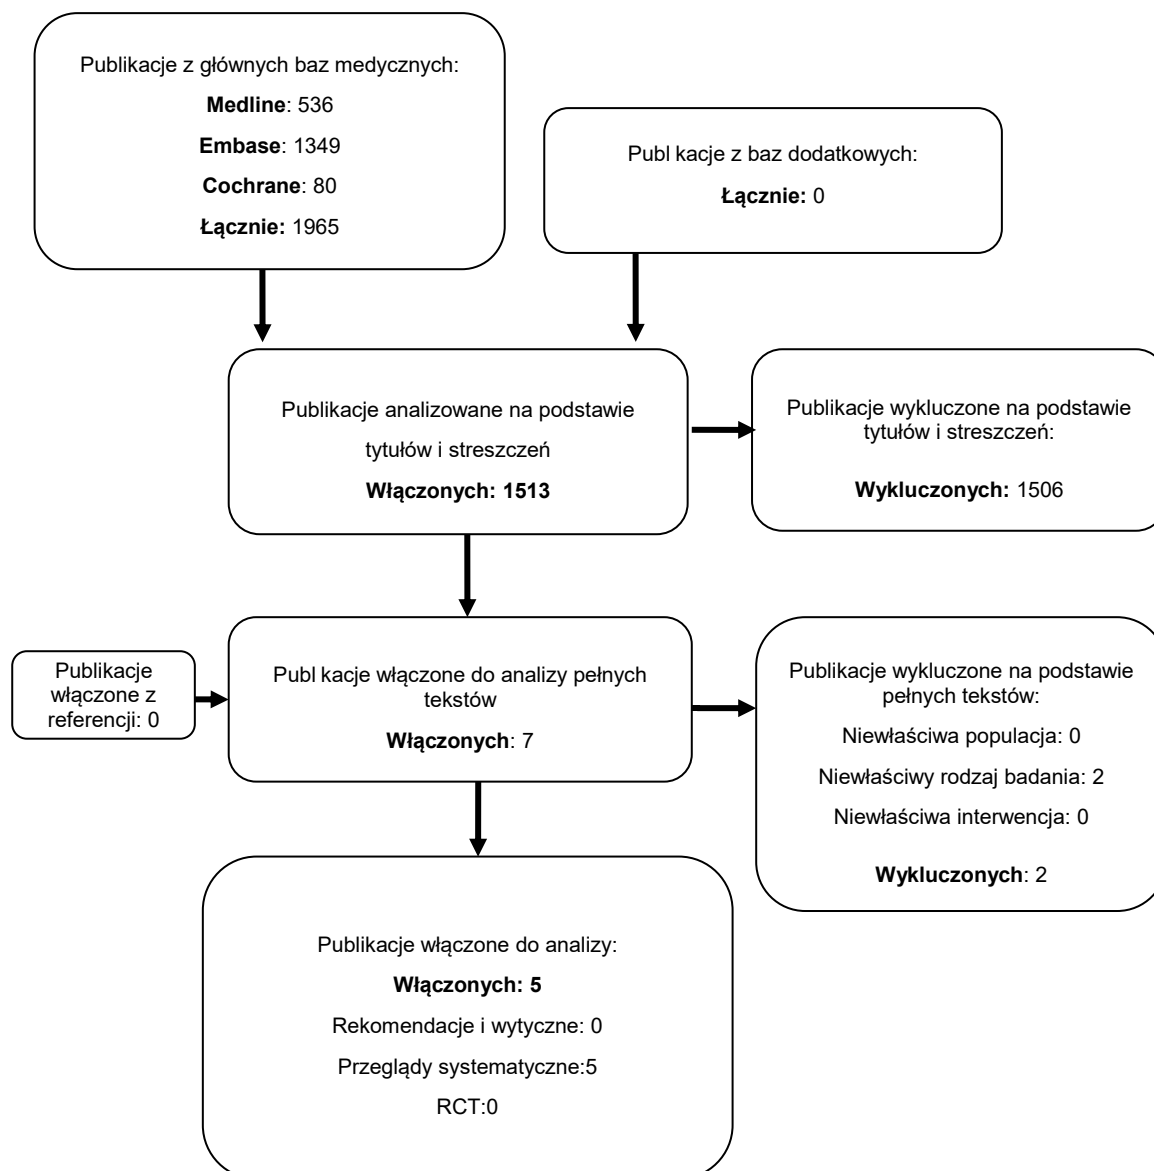 Publikacje z głównych baz medycznych:
Medline: 536
Embase: 1349
Cochrane: 80
Łącznie: 1965
Publ kacje z baz dodatkowych:
Łącznie: 0
Publikacje analizowane na podstawie
tytułów i streszczeń
Włączonych: 1513
Publikacje wykluczone na podstawie
tytułów i streszczeń:
Wykluczonych: 1506
Publikacje
włączone z
referencji: 0
Publ kacje włączone do analizy pełnych
tekstów
Włączonych: 7
Publikacje wykluczone na podstawie
pełnych tekstów:
Niewłaściwa populacja: 0
Niewłaściwy rodzaj badania: 2
Niewłaściwa interwencja: 0
Wykluczonych: 2
Publikacje włączone do analizy:
Włączonych: 5
Rekomendacje i wytyczne: 0
Przeglądy systematyczne:5
RCT:0